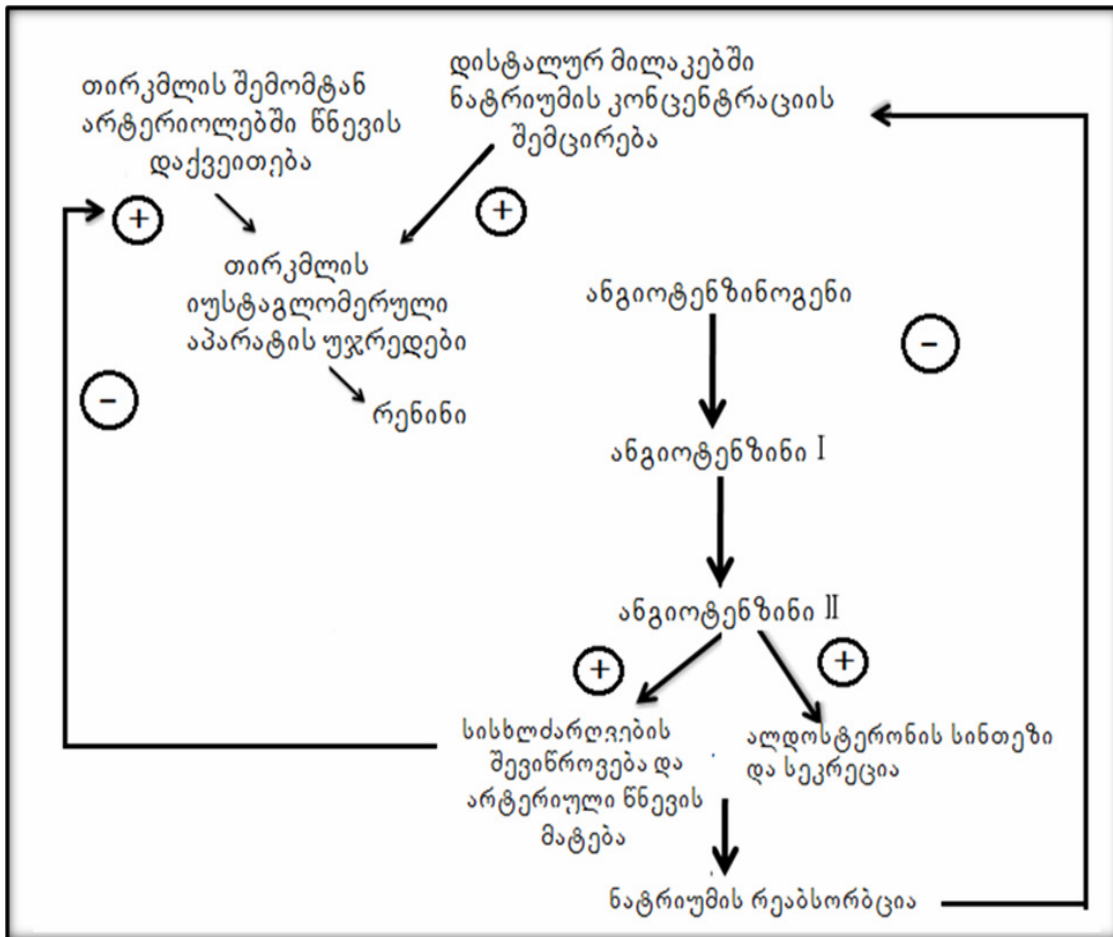 თირკმლის შემომტან
არტერიოლებში წნევის
დაქვეითება
დისტალურ მილაკებში
ნატრიუმის კონცენტრაციის
შემცირება
+
+
თირკმლის
იუსტაგლომერული
აპარატის უჯრედები
-
რენინი
ანგიოტენზინოგენი
-
ანგიოტენზინი I
ანგიოტენზინი II
+
+
სისხლძარღვების
შევიწროვება და
არტერიული წნევის
მატება
ალდოსტერონის სინთეზი
და სეკრეცია
ნატრიუმის რეაბსორბცია